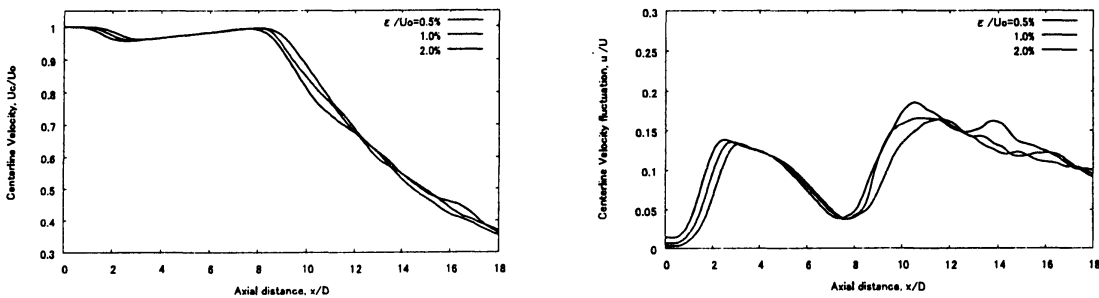 ε/Uo=0.5%
1.0%
2.0%
1
0.9
0.8
0.7
0.6
0.5
0.4
0.3
Centerline Velocity, Uc/Uo
0 2 4 6 8 10 12 14 16 18
Axial distance, x/D
ε/Uo=0.5%
1.0%
2.0%
0.3
0.25
0.2
0.15
0.1
0.05
0
Centerline Velocity fluctuation, u /U
0 2 4 6 8 10 12 14 16 18
Axial distance, x/D